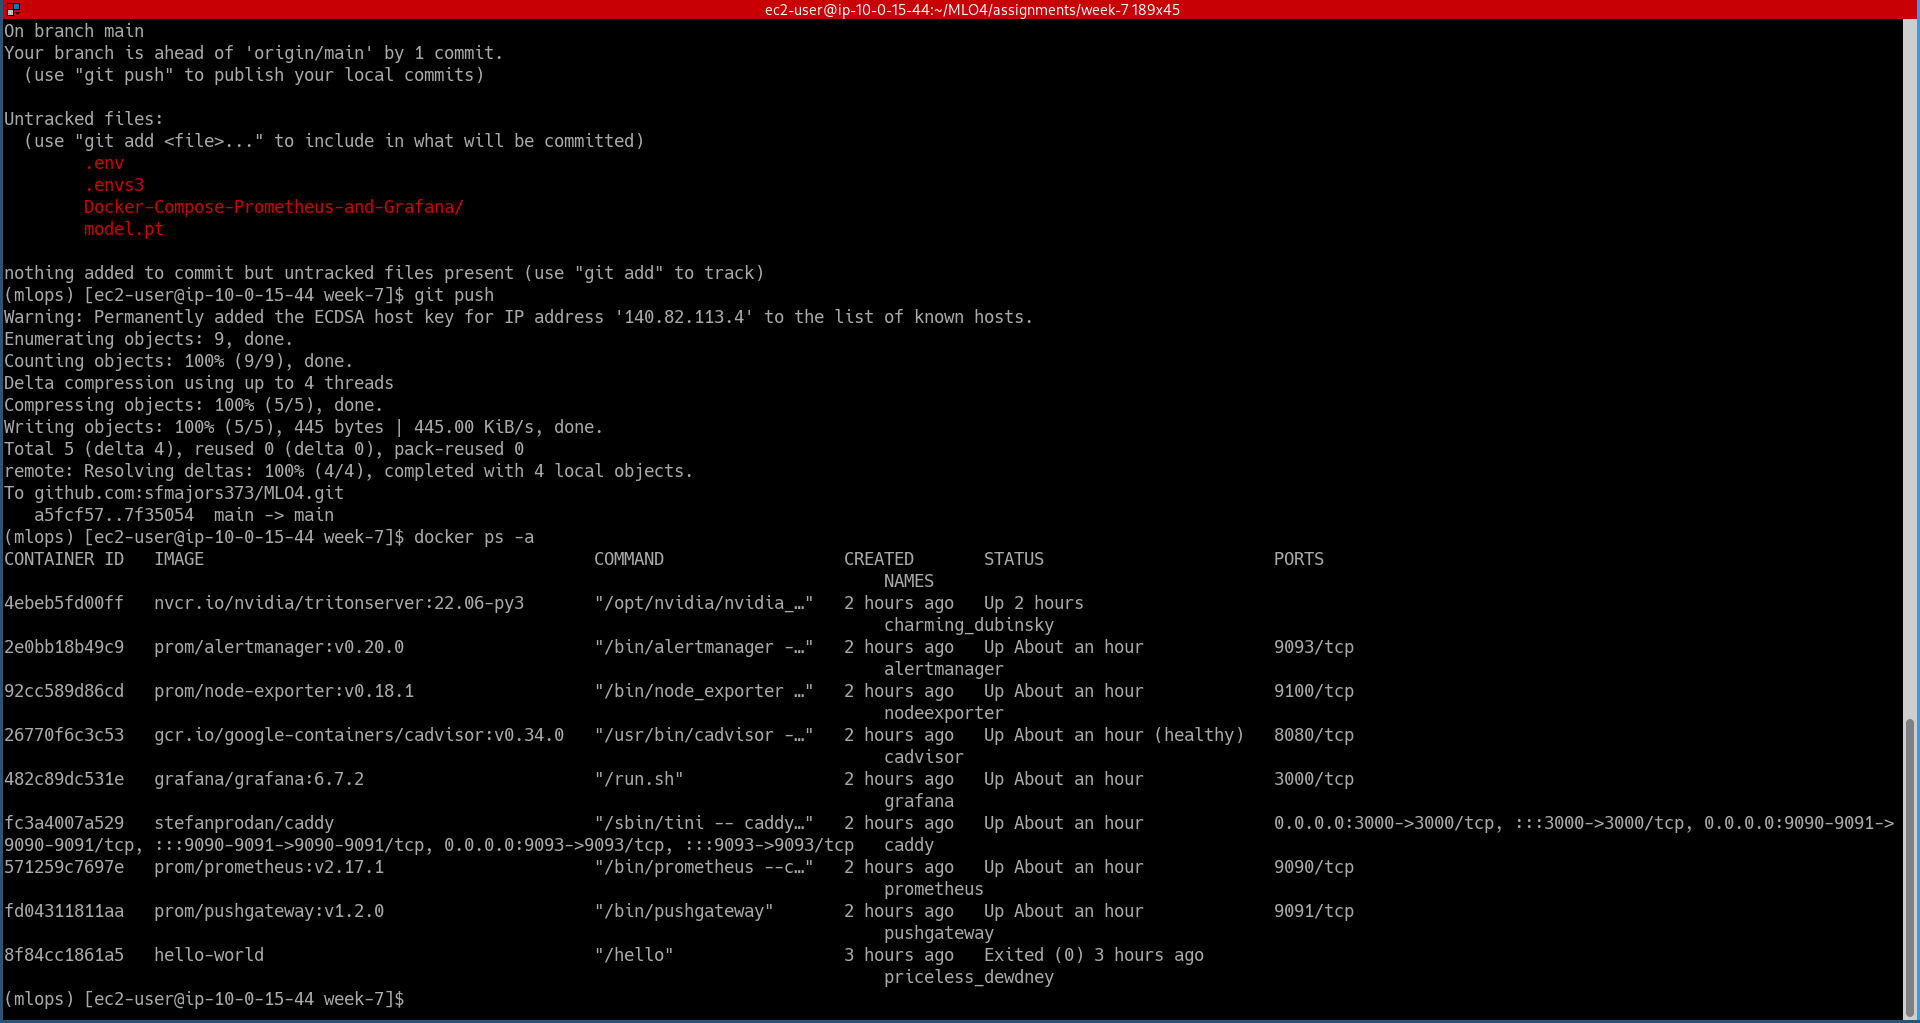 ec2-user@ip-10-0-15-44:~/MLO4/assignments/week-7 189x45
On branch main
Your branch is ahead of 'origin/main' by 1 commit.
  (use "git push" to publish your local commits)

Untracked files:
  (use "git add <file>..." to include in what will be committed)
        .env
        .envs3
        Docker-Compose-Prometheus-and-Grafana/
        model.pt

nothing added to commit but untracked files present (use "git add" to track)
(mlops) [ec2-user@ip-10-0-15-44 week-7]$ git push
Warning: Permanently added the ECDSA host key for IP address '140.82.113.4' to the list of known hosts.
Enumerating objects: 9, done.
Counting objects: 100% (9/9), done.
Delta compression using up to 4 threads
Compressing objects: 100% (5/5), done.
Writing objects: 100% (5/5), 445 bytes | 445.00 KiB/s, done.
Total 5 (delta 4), reused 0 (delta 0), pack-reused 0
remote: Resolving deltas: 100% (4/4), completed with 4 local objects.
To github.com:sfmajors373/MLO4.git
   a5fcf57..7f35054  main -> main
(mlops) [ec2-user@ip-10-0-15-44 week-7]$ docker ps -a
CONTAINER ID   IMAGE                                       COMMAND                  CREATED       STATUS                       PORTS
                                                                                        NAMES
4ebeb5fd00ff   nvcr.io/nvidia/tritonserver:22.06-py3       "/opt/nvidia/nvidia_…"   2 hours ago   Up 2 hours
                                                                                        charming_dubinsky
2e0bb18b49c9   prom/alertmanager:v0.20.0                   "/bin/alertmanager -…"   2 hours ago   Up About an hour             9093/tcp
                                                                                        alertmanager
92cc589d86cd   prom/node-exporter:v0.18.1                  "/bin/node_exporter …"   2 hours ago   Up About an hour             9100/tcp
                                                                                        nodeexporter
26770f6c3c53   gcr.io/google-containers/cadvisor:v0.34.0   "/usr/bin/cadvisor -…"   2 hours ago   Up About an hour (healthy)   8080/tcp
                                                                                        cadvisor
482c89dc531e   grafana/grafana:6.7.2                       "/run.sh"                2 hours ago   Up About an hour             3000/tcp
                                                                                        grafana
fc3a4007a529   stefanprodan/caddy                          "/sbin/tini -- caddy…"   2 hours ago   Up About an hour             0.0.0.0:3000->3000/tcp, :::3000->3000/tcp, 0.0.0.0:9090-9091->
9090-9091/tcp, :::9090-9091->9090-9091/tcp, 0.0.0.0:9093->9093/tcp, :::9093->9093/tcp   caddy
571259c7697e   prom/prometheus:v2.17.1                     "/bin/prometheus --c…"   2 hours ago   Up About an hour             9090/tcp
                                                                                        prometheus
fd04311811aa   prom/pushgateway:v1.2.0                     "/bin/pushgateway"       2 hours ago   Up About an hour             9091/tcp
                                                                                        pushgateway
8f84cc1861a5   hello-world                                 "/hello"                 3 hours ago   Exited (0) 3 hours ago
                                                                                        priceless_dewdney
(mlops) [ec2-user@ip-10-0-15-44 week-7]$